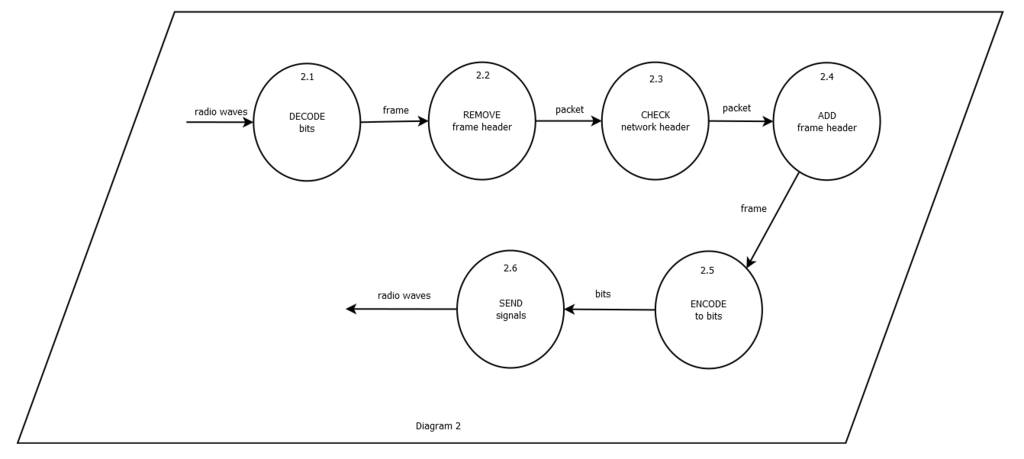 radio waves
2.1
DECODE
bits
frame
2.2
REMOVE
frame header
packet
2.3
CHECK
network header
packet
2.4
ADD
frame header
frame
2.5
ENCODE
to bits
bits
2.6
SEND
signals
radio waves
Diagram 2